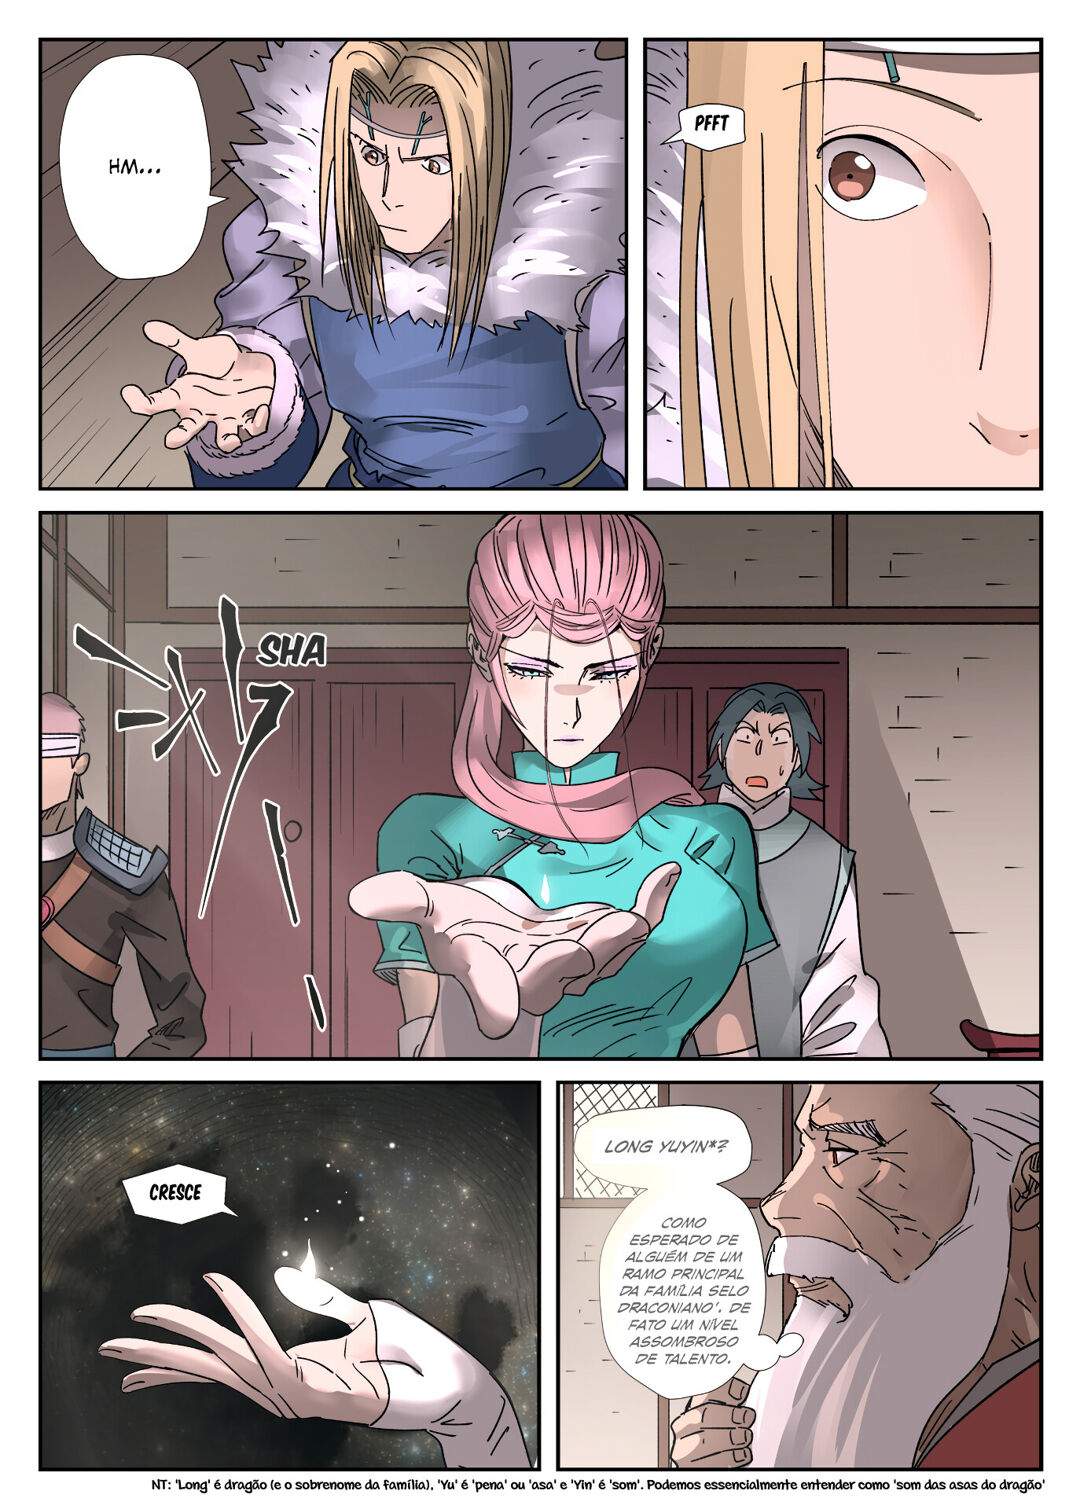 HM...
PFFT
SHA
CRESCE
LONG YUYIN*?
COMO
ESPERADO DE
ALGUÉM DE UM
RAMO PRINCIPAL
DA FAMÍLIA SELO
DRACONIANO'. DE
FATO UM NÍVEL
ASSOMBROSO
DE TALENTO.
NT: 'Long' é dragão (e o sobrenome da família), 'Yu' é 'pena' ou 'asa' e 'Yin' é 'som'. Podemos essencialmente entender como 'som das asas do dragão'